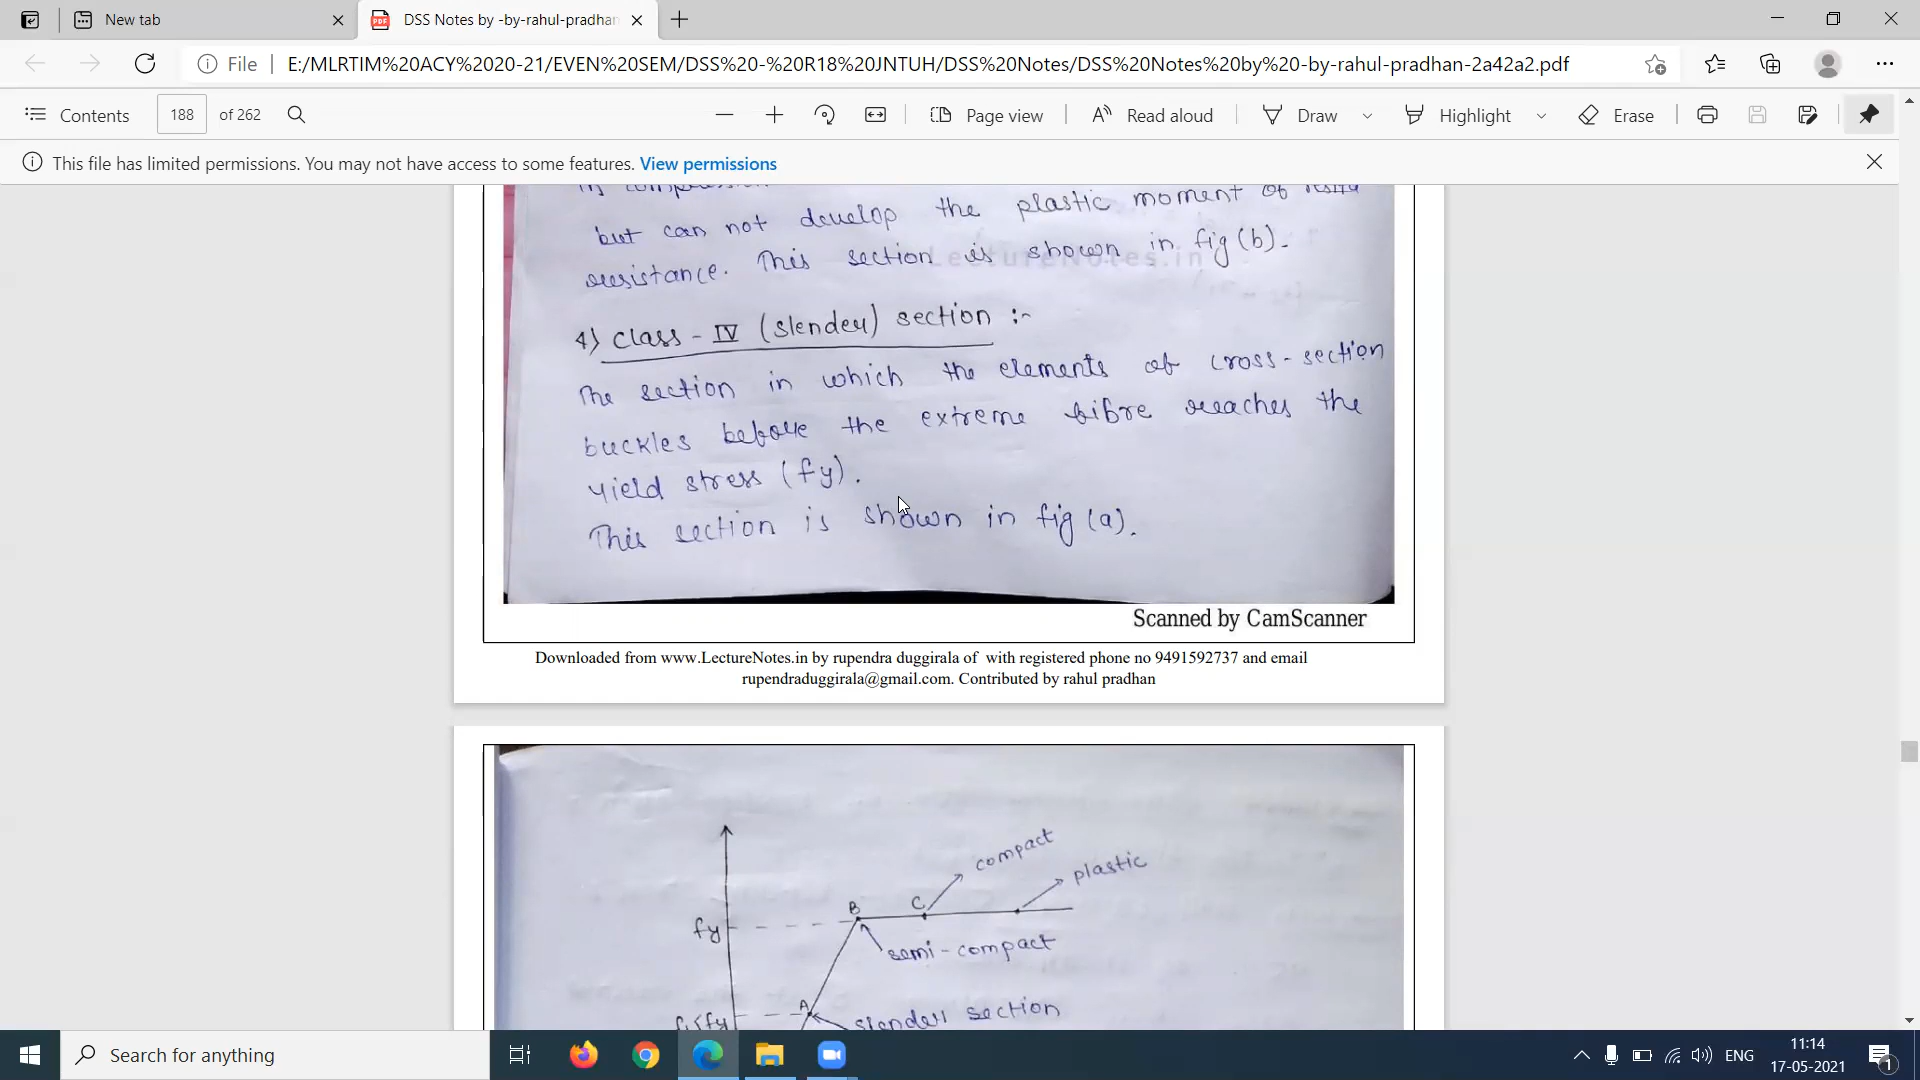 New tab
DSS Notes by -by-rahul-pradhan
File
E:/MLRTIM%20ACY%2020-21/EVEN%20SEM/DSS%20-%20R18%20JNTUH/DSS%20Notes/DSS%20Notes%20by%20-by-rahul-pradhan-2a42a2.pdf
Contents
188
of 262
Page view
Read aloud
Draw
Highlight
Erase
This file has limited permissions. You may not have access to some features. View permissions
but can not develop the plastic moment of
resistance. This section is shown in fig (b).
LectureNotes.in
4) class - IV (slender) section :-
The section in which the elements of cross-section
buckles before the extreme fibre reaches the
yield stress (fy).
This section is shown in fig (a).
Scanned by CamScanner
Downloaded from www.LectureNotes.in by rupendra duggirala of with registered phone no 9491592737 and email
rupendraduggirala@gmail.com. Contributed by rahul pradhan
compact
plastic
B
C
fy
semi-compact
A
slender section
Search for anything
ENG
11:14
17-05-2021
1